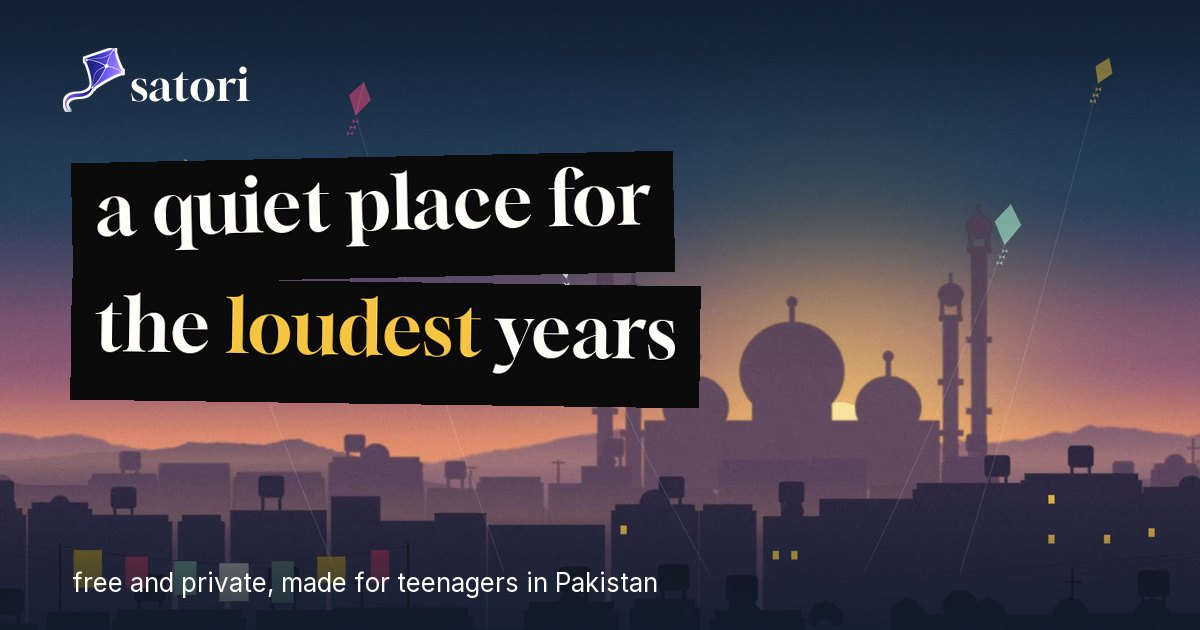 satori
a quiet place for
the loudest years
free and private, made for teenagers in Pakistan